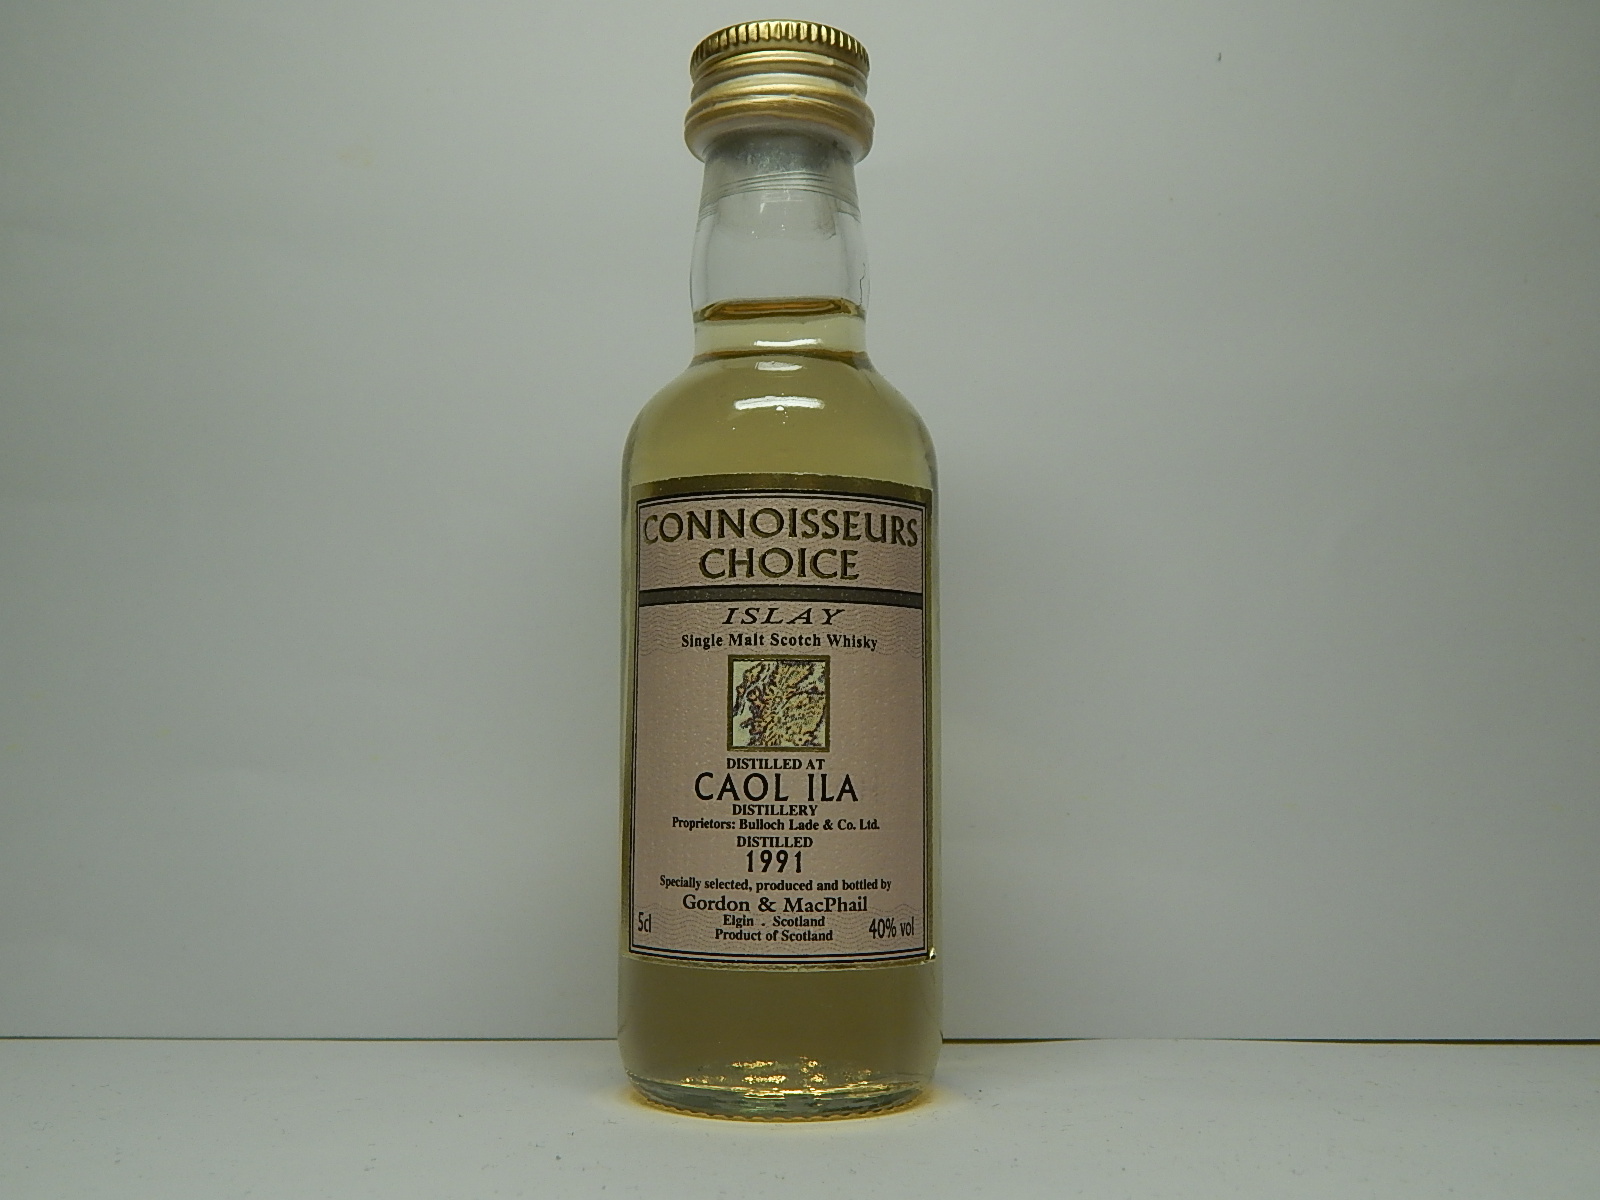 CONNOISSEURS
CHOICE
ISLAY
Single Malt Scotch Whisky
DISTILLED AT
CAOL ILA
DISTILLERY
Proprietors: Bulloch Lade & Co. Ltd.
DISTILLED
1991
Specially selected, produced and bottled by
Gordon & MacPhail
Elgin . Scotland
Product of Scotland
5cl
40% vol